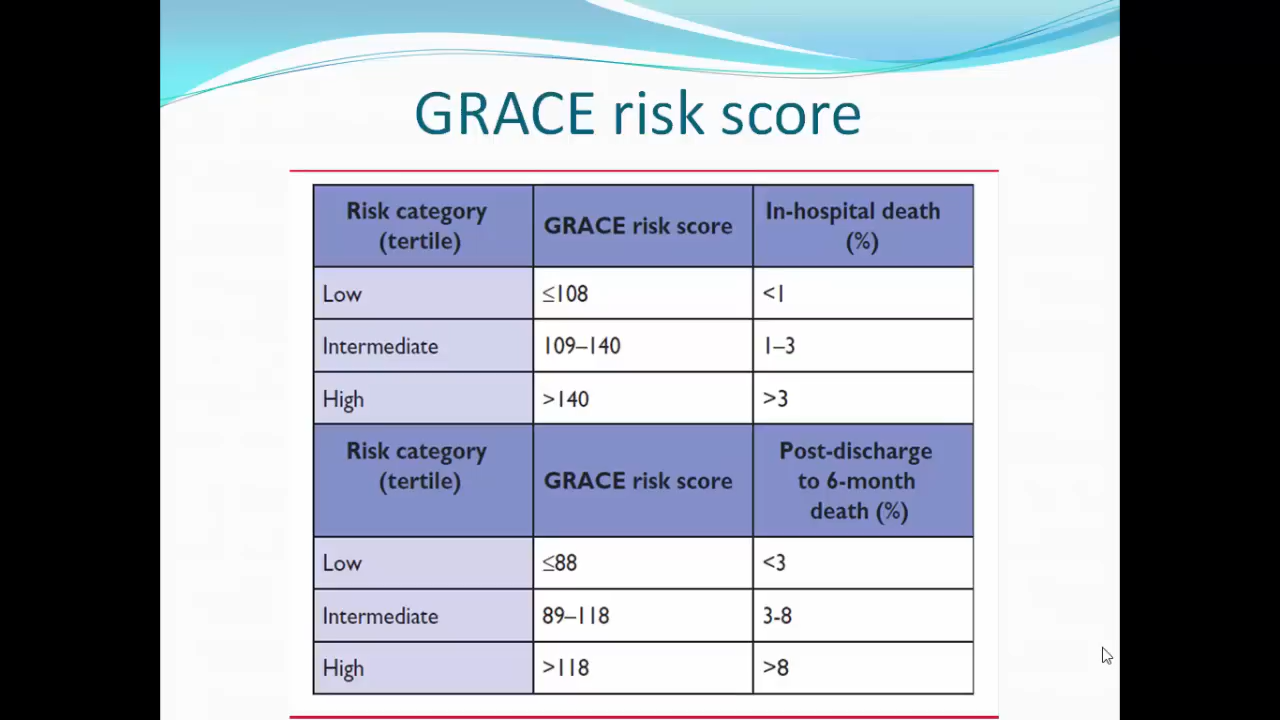 GRACE risk score
Risk category GRACE risk score In-hospital death
(tertile) (%)
Low ≤108 <1
Intermediate 109–140 1–3
High >140 >3
Risk category GRACE risk score Post-discharge
(tertile) to 6-month
death (%)
Low ≤88 <3
Intermediate 89–118 3-8
High >118 >8